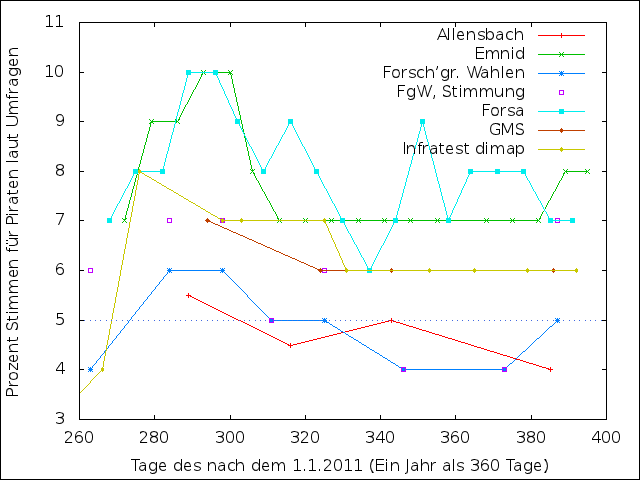 11
10
9
8
7
6
5
4
3
Prozent Stimmen für Piraten laut Umfragen
Allensbach
Emnid
Forsch'gr. Wahlen
FgW, Stimmung
Forsa
GMS
Infratest dimap
260 280 300 320 340 360 380 400
Tage des nach dem 1.1.2011 (Ein Jahr als 360 Tage)